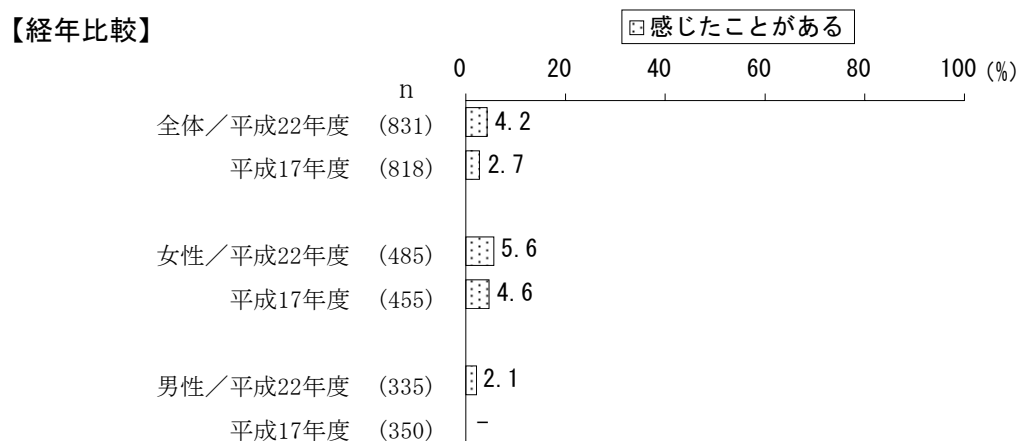 【経年比較】
感じたことがある
0 20 40 60 80 100 (%)
n
全体／平成22年度 (831) 4.2
平成17年度 (818) 2.7
女性／平成22年度 (485) 5.6
平成17年度 (455) 4.6
男性／平成22年度 (335) 2.1
平成17年度 (350) -